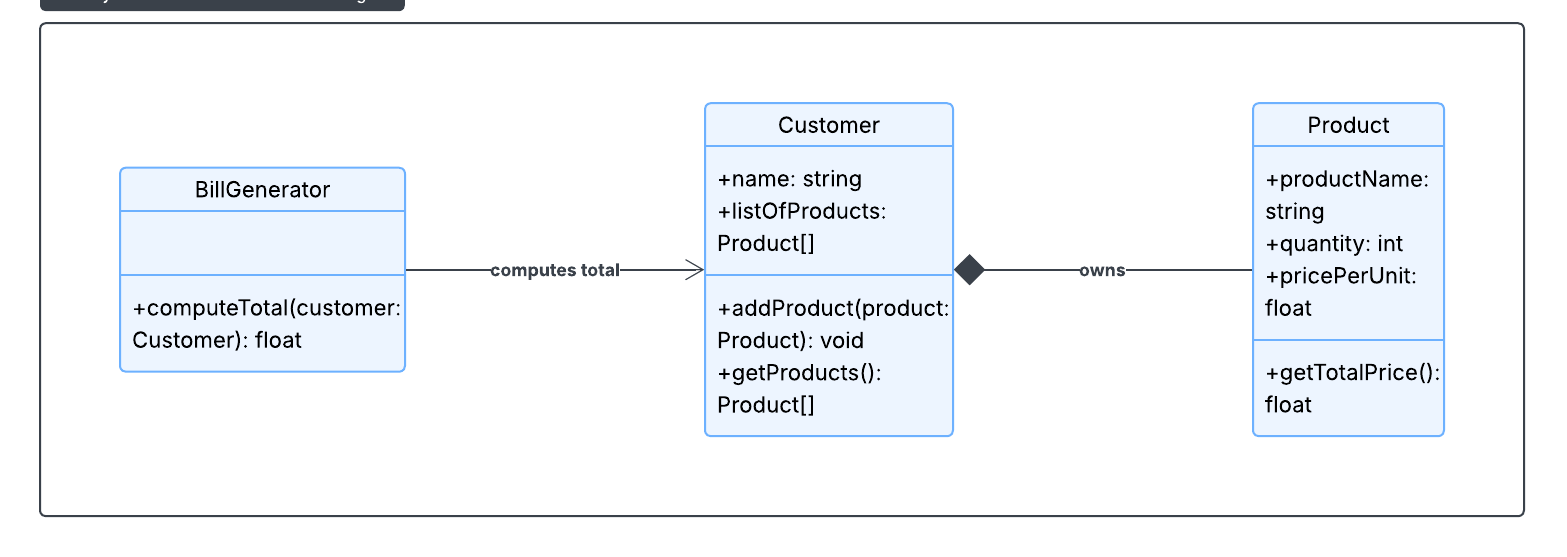 BillGenerator
+computeTotal(customer:
Customer): float
computes total
Customer
+name: string
+listOfProducts:
Product[]
+addProduct(product:
Product): void
+getProducts():
Product[]
owns
Product
+productName:
string
+quantity: int
+pricePerUnit:
float
+getTotalPrice():
float